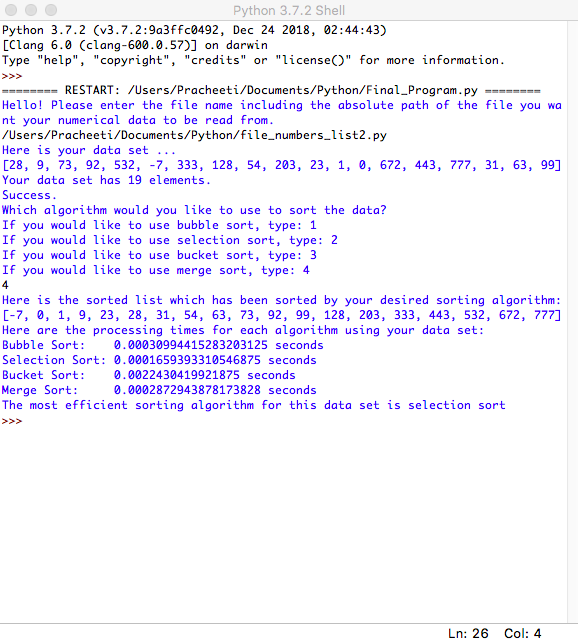 Python 3.7.2 Shell
Python 3.7.2 (v3.7.2:9a3ffc0492, Dec 24 2018, 02:44:43)
[Clang 6.0 (clang-600.0.57)] on darwin
Type "help", "copyright", "credits" or "license()" for more information.
>>>
======== RESTART: /Users/Pracheeti/Documents/Python/Final_Program.py ========
Hello! Please enter the file name including the absolute path of the file you wa
nt your numerical data to be read from.
/Users/Pracheeti/Documents/Python/file_numbers_list2.py
Here is your data set ...
[28, 9, 73, 92, 532, -7, 333, 128, 54, 203, 23, 1, 0, 672, 443, 777, 31, 63, 99]
Your data set has 19 elements.
Success.
Which algorithm would you like to use to sort the data?
If you would like to use bubble sort, type: 1
If you would like to use selection sort, type: 2
If you would like to use bucket sort, type: 3
If you would like to use merge sort, type: 4
4
Here is the sorted list which has been sorted by your desired sorting algorithm:
[-7, 0, 1, 9, 23, 28, 31, 54, 63, 73, 92, 99, 128, 203, 333, 443, 532, 672, 777]
Here are the processing times for each algorithm using your data set:
Bubble Sort:    0.00030994415283203125 seconds
Selection Sort: 0.0001659393310546875 seconds
Bucket Sort:    0.0022430419921875 seconds
Merge Sort:     0.0002872943878173828 seconds
The most efficient sorting algorithm for this data set is selection sort
>>>
Ln: 26 Col: 4